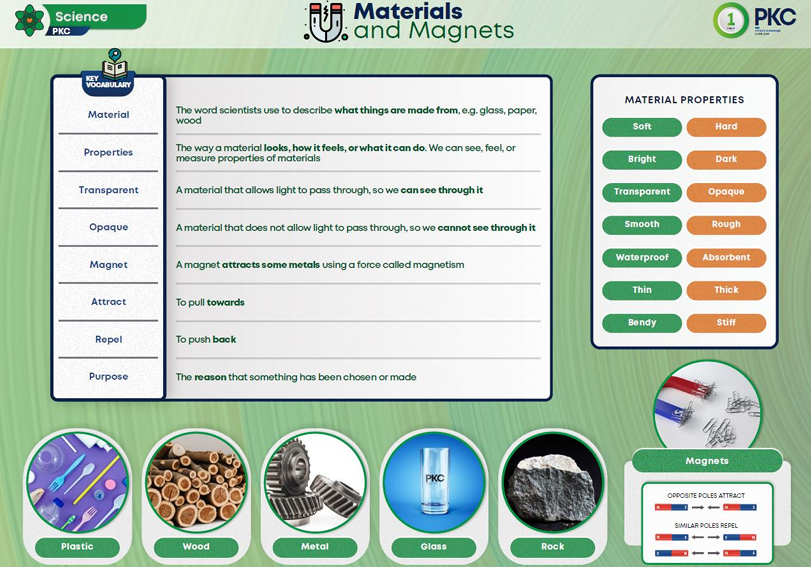 Science
PKC
Materials
and Magnets
1
PKC
KEY
VOCABULARY
Material
The word scientists use to describe what things are made from, e.g. glass, paper,
wood
Properties
The way a material looks, how it feels, or what it can do. We can see, feel, or
measure properties of materials
Transparent
A material that allows light to pass through, so we can see through it
Opaque
A material that does not allow light to pass through, so we cannot see through it
Magnet
A magnet attracts some metals using a force called magnetism
Attract
To pull towards
Repel
To push back
Purpose
The reason that something has been chosen or made
MATERIAL PROPERTIES
Soft Hard
Bright Dark
Transparent Opaque
Smooth Rough
Waterproof Absorbent
Thin Thick
Bendy Stiff
Plastic
Wood
Metal
PKC
Glass
Rock
Magnets
OPPOSITE POLES ATTRACT
SIMILAR POLES REPEL